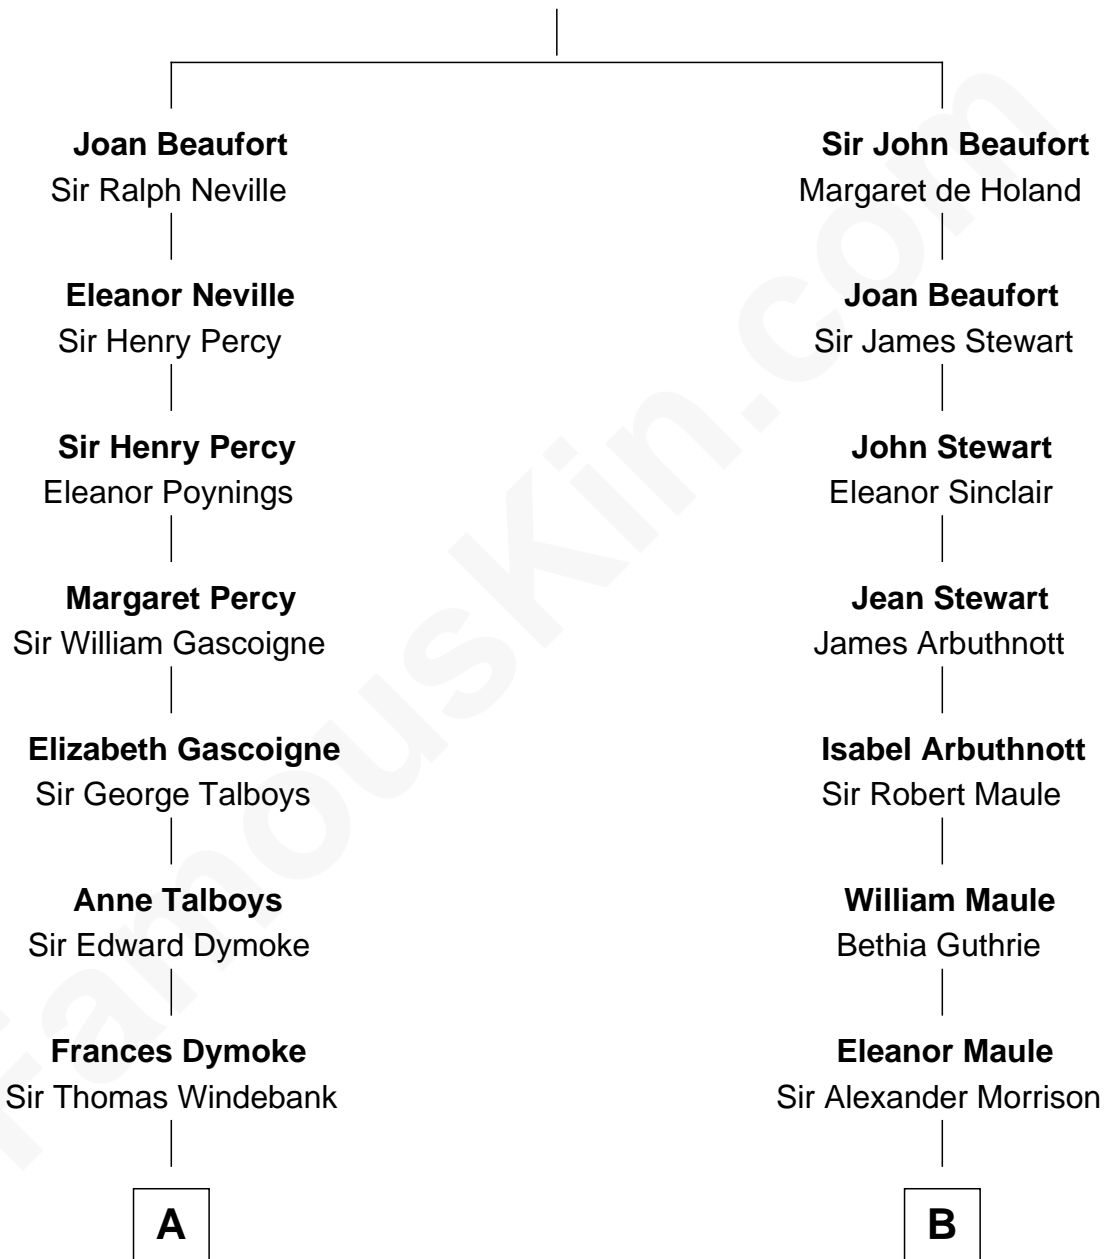 Joan Beaufort
Sir Ralph Neville
Eleanor Neville
Sir Henry Percy
Sir Henry Percy
Eleanor Poynings
Margaret Percy
Sir William Gascoigne
Elizabeth Gascoigne
Sir George Talboys
Anne Talboys
Sir Edward Dymoke
Frances Dymoke
Sir Thomas Windebank
A
Sir John Beaufort
Margaret de Holand
Joan Beaufort
Sir James Stewart
John Stewart
Eleanor Sinclair
Jean Stewart
James Arbuthnott
Isabel Arbuthnott
Sir Robert Maule
William Maule
Bethia Guthrie
Eleanor Maule
Sir Alexander Morrison
B
FamousKin.com